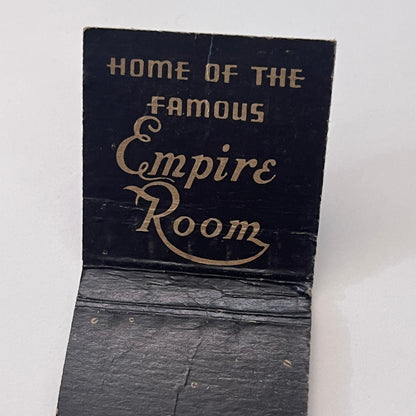 HOME OF THE
FAMOUS
Empire
Room